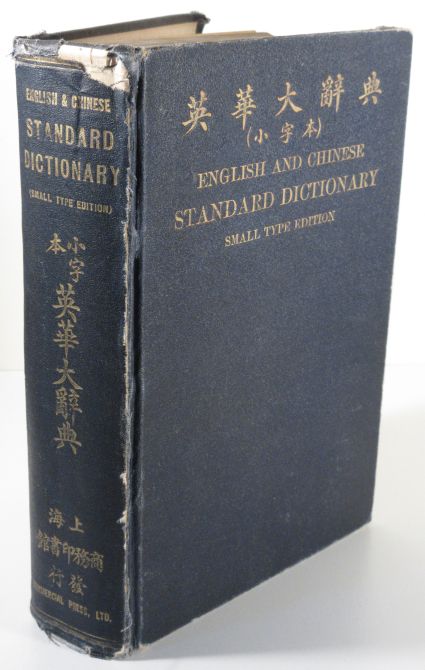 ENGLISH & CHINESE
STANDARD
DICTIONARY
(SMALL TYPE EDITION)
小字本
英華大辭典
上海
商務印書館
發行
COMMERCIAL PRESS, LTD.
英華大辭典
(小字本)
ENGLISH AND CHINESE
STANDARD DICTIONARY
SMALL TYPE EDITION